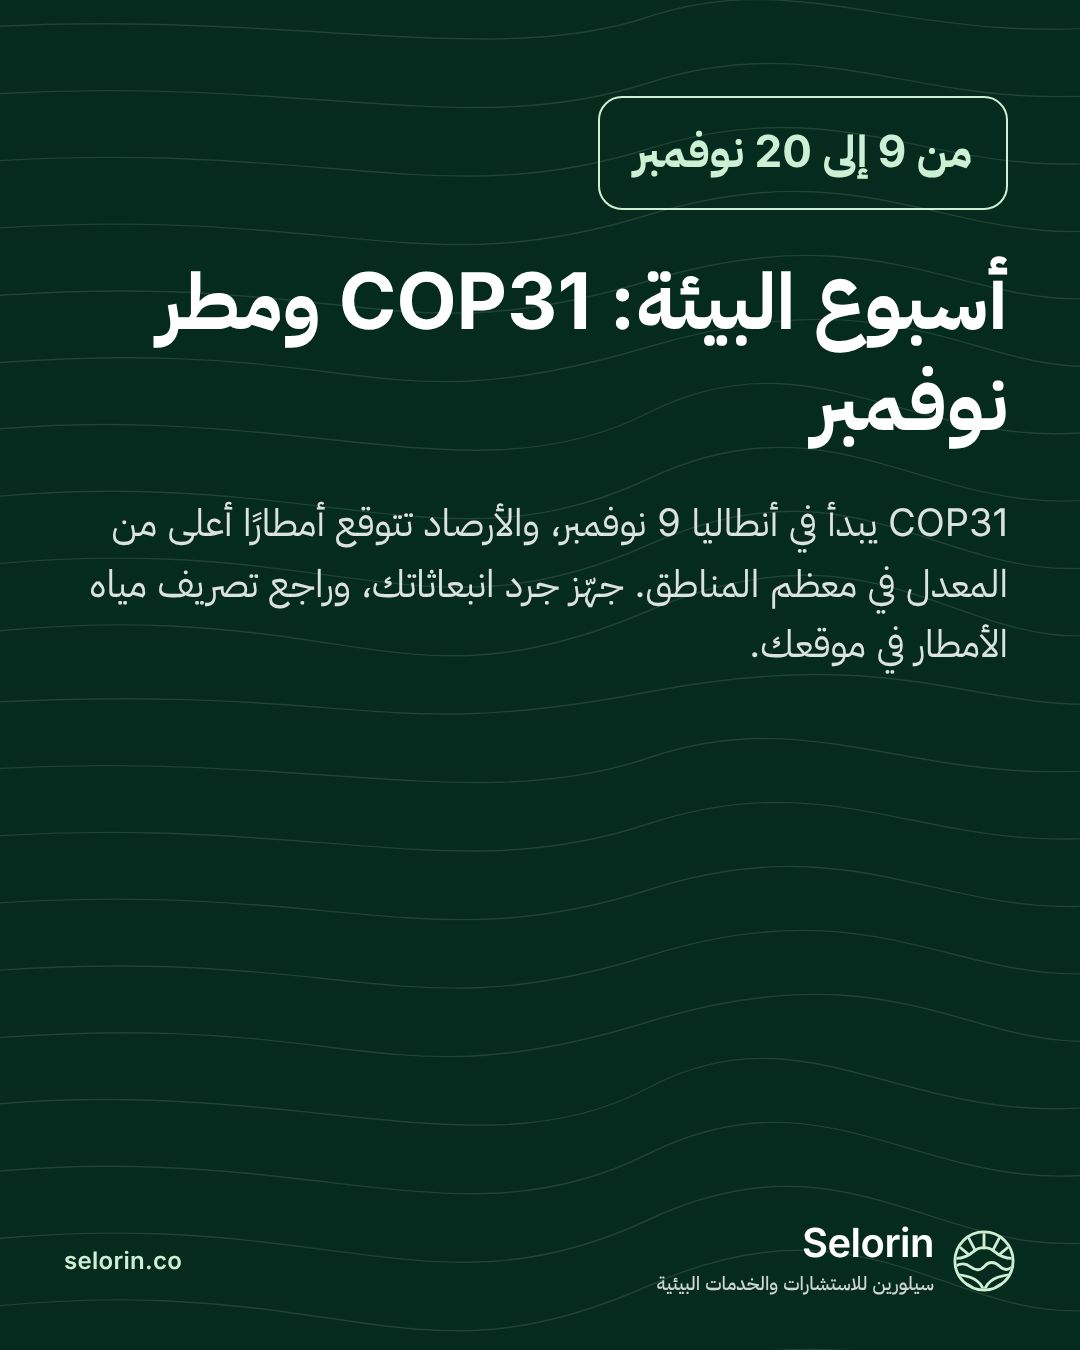 من 9 إلى 20 نوفمبر
أسبوع البيئة: COP31 ومطر
نوفمبر
COP31 يبدأ في أنطاليا 9 نوفمبر، والأرصاد تتوقع أمطارًا أعلى من
المعدل في معظم المناطق. جهّز جرد انبعاثاتك، وراجع تصريف مياه
الأمطار في موقعك.
Selorin
سيلورين للاستشارات والخدمات البيئية
selorin.co